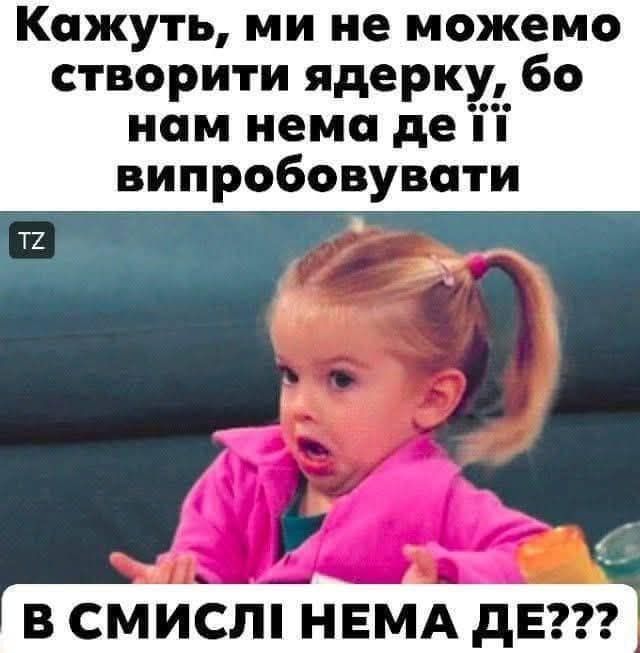 Кажуть, ми не можемо
створити ядерку, бо
нам нема де її
випробовувати
TZ
В СМИСЛІ НЕМА ДЕ???